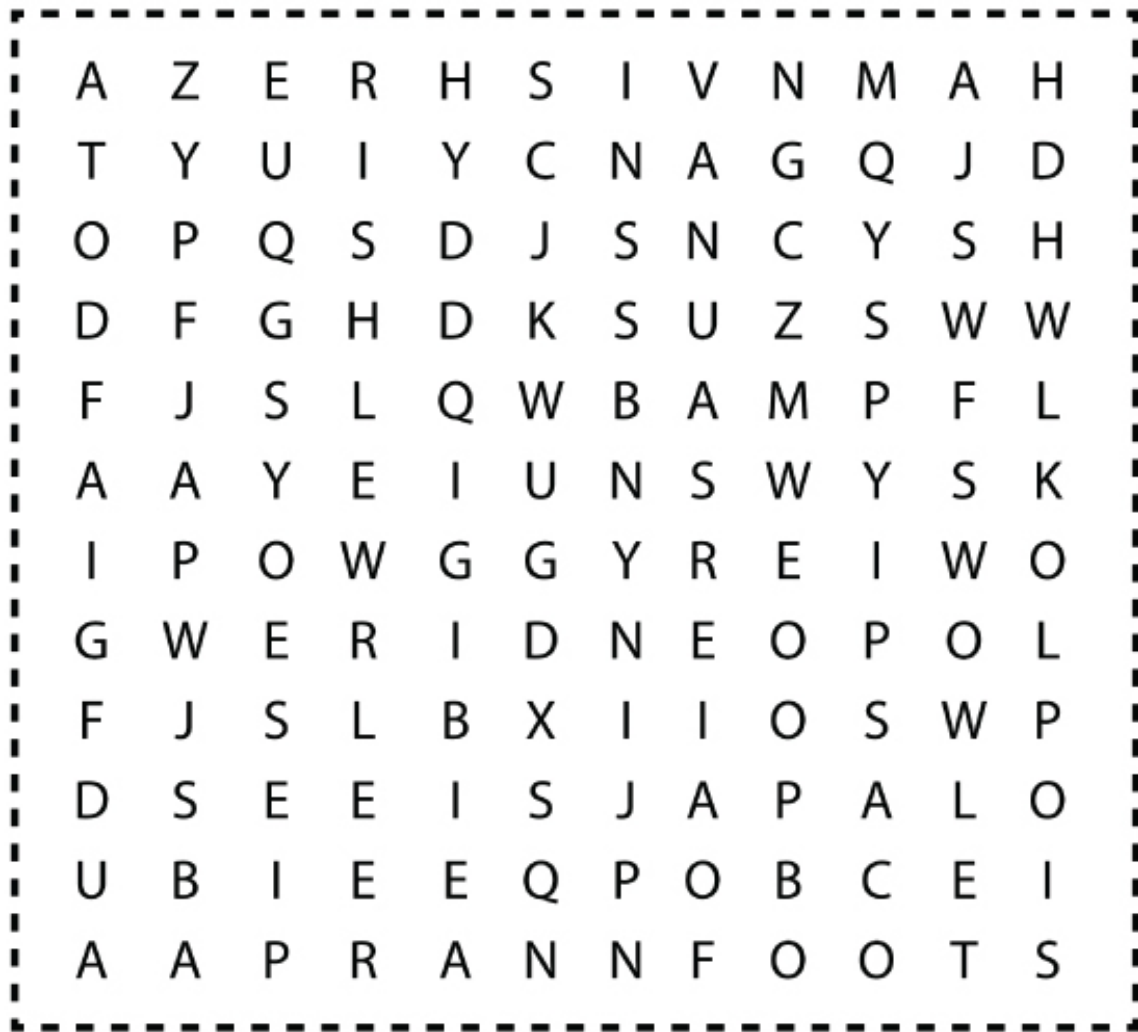 A Z E R H S I V N M A H
T Y U I Y C N A G Q J D
O P Q S D J S N C Y S H
D F G H D K S U Z S W W
F J S L Q W B A M P F L
A A Y E I U N S W Y S K
I P O W G G Y R E I W O
G W E R I D N E O P O L
F J S L B X I I O S W P
D S E E I S J A P A L O
U B I E E Q P O B C E I
A A P R A N N F O O T S